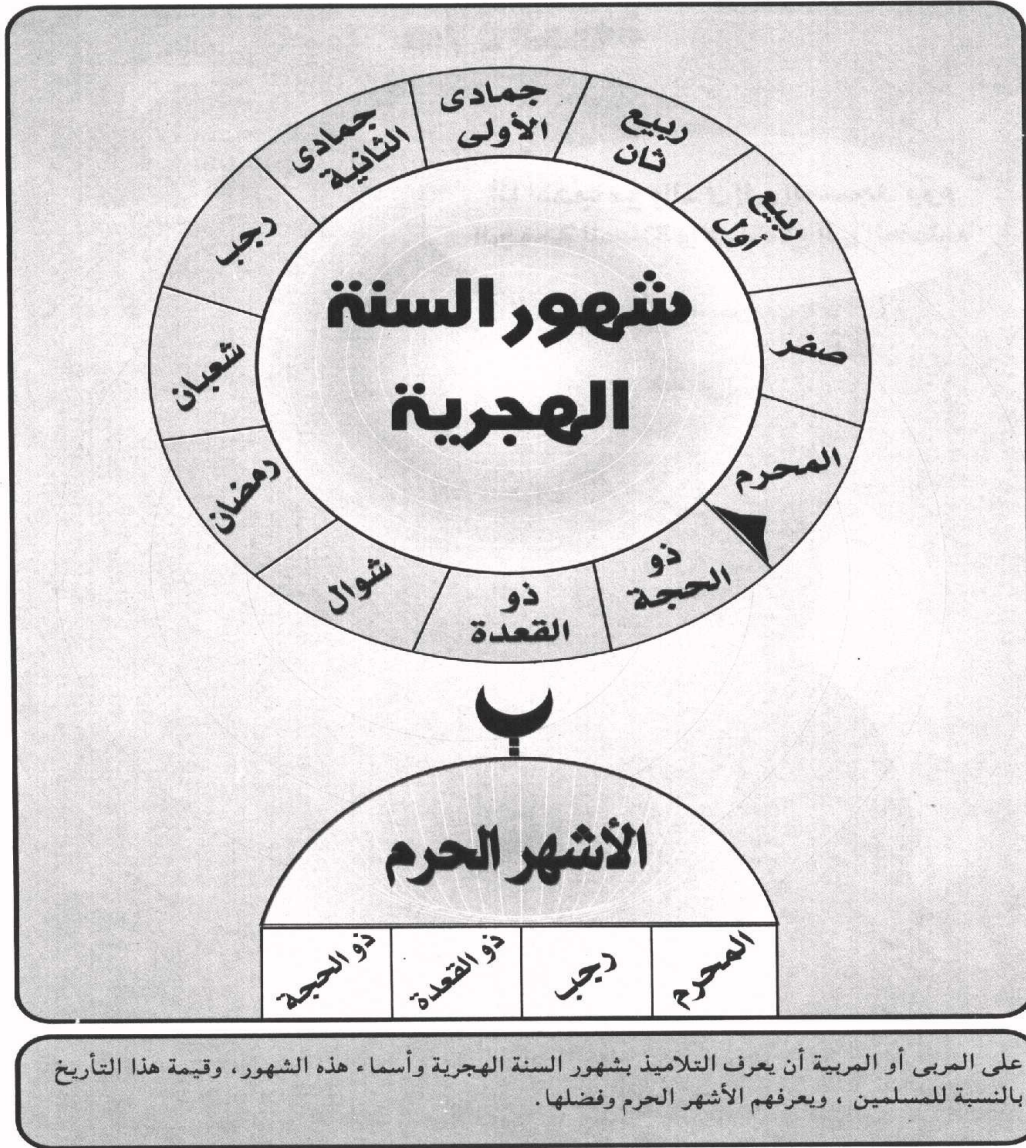 شهور السنة
الهجرية
المحرم
صفر
ربيع
أول
ربيع
ثان
جمادى
الأولى
جمادى
الثانية
رجب
شعبان
رمضان
شوال
ذو
القعدة
ذو
الحجة
الأشهر الحرم
المحرم
رجب
ذو القعدة
ذو الحجة
على المربى أو المربية أن يعرف التلاميذ بشهور السنة الهجرية وأسماء هذه الشهور، وقيمة هذا التأريخ
بالنسبة للمسلمين ، ويعرفهم الأشهر الحرم وفضلها.